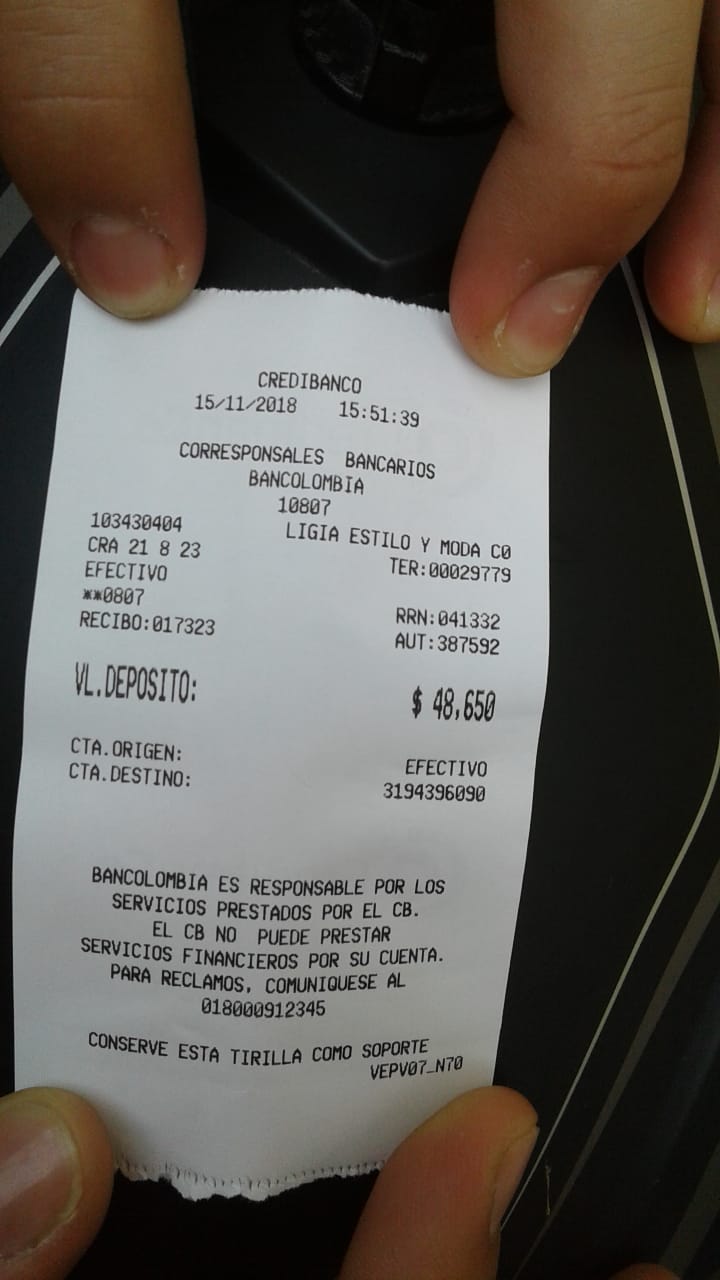 CREDIBANCO
15/11/2018 15:51:39
CORRESPONSALES BANCARIOS
BANCOLOMBIA
10807
103430404 LIGIA ESTILO Y MODA C0
CRA 21 8 23 TER:00029779
EFECTIVO
**0807 RRN:041332
RECIBO:017323 AUT:387592
VL.DEPOSITO: $ 48,650
CTA.ORIGEN: EFECTIVO
CTA.DESTINO: 3194396090
BANCOLOMBIA ES RESPONSABLE POR LOS
SERVICIOS PRESTADOS POR EL CB.
EL CB NO PUEDE PRESTAR
SERVICIOS FINANCIEROS POR SU CUENTA.
PARA RECLAMOS, COMUNIQUESE AL
018000912345
CONSERVE ESTA TIRILLA COMO SOPORTE
VEPV07_N70